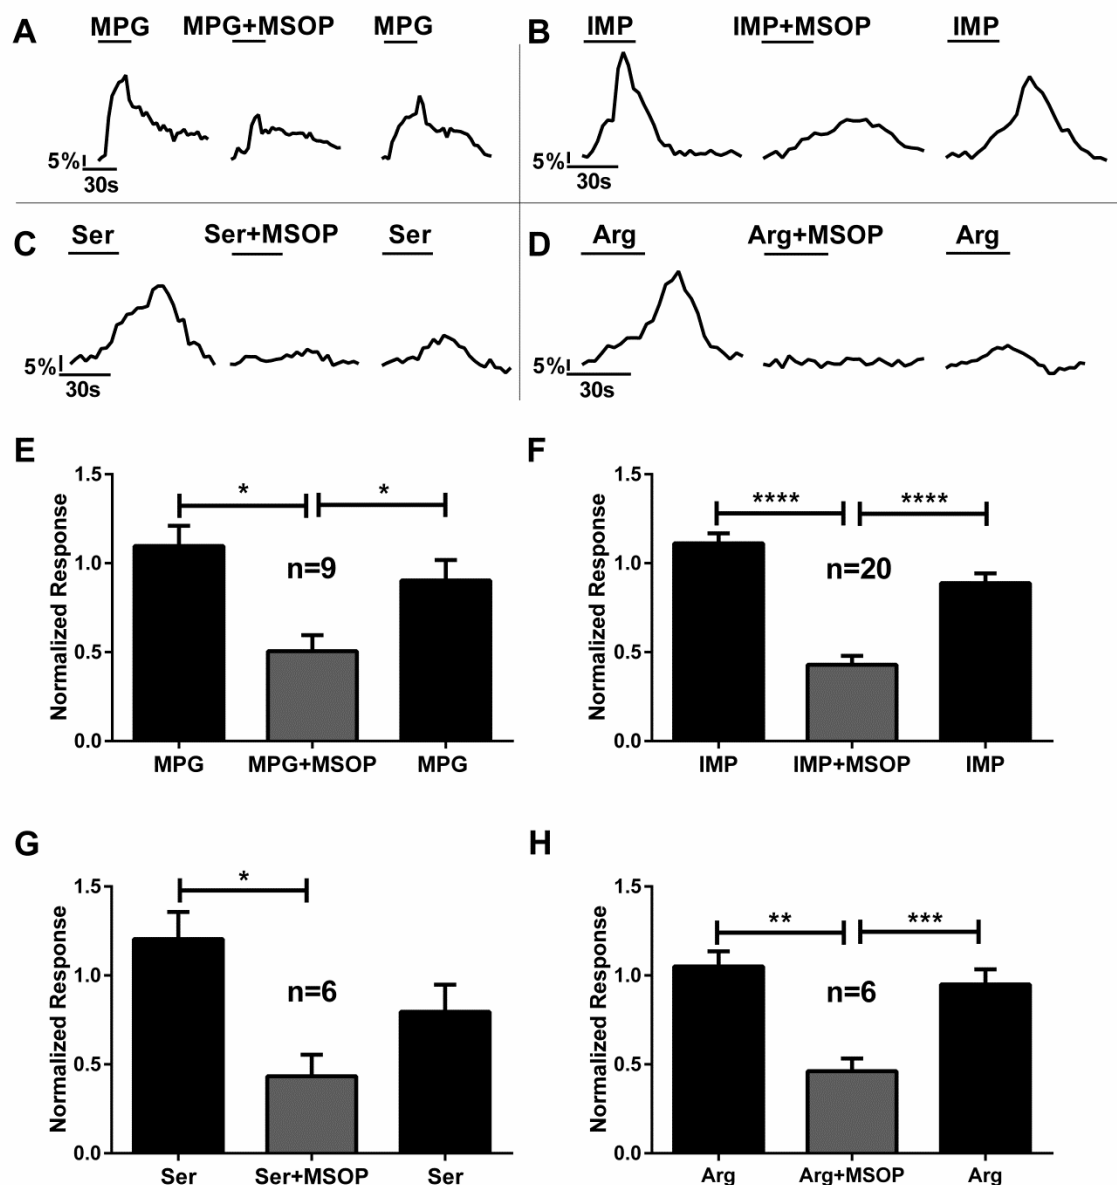 A
MPG MPG+MSOP MPG
5%
30s
B
IMP IMP+MSOP IMP
5%
30s
C
Ser Ser+MSOP Ser
5%
30s
D
Arg Arg+MSOP Arg
5%
30s
E
Normalized Response
1.5
1.0
0.5
0.0
* *
n=9
MPG MPG+MSOP MPG
F
Normalized Response
1.5
1.0
0.5
0.0
**** ****
n=20
IMP IMP+MSOP IMP
G
Normalized Response
1.5
1.0
0.5
0.0
*
n=6
Ser Ser+MSOP Ser
H
Normalized Response
1.5
1.0
0.5
0.0
** ***
n=6
Arg Arg+MSOP Arg